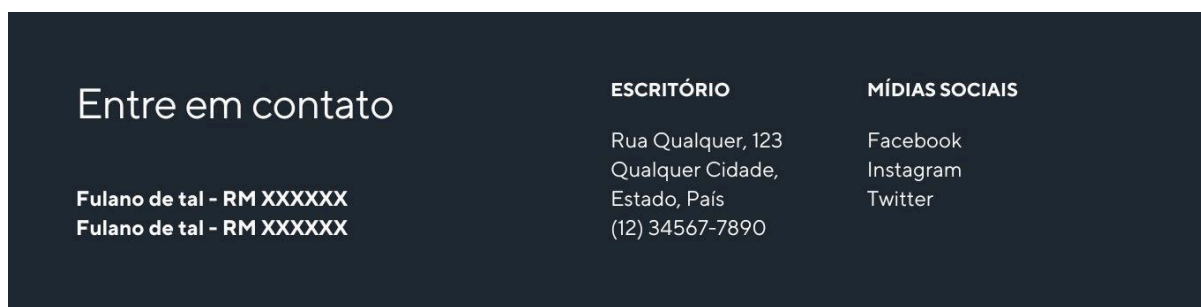 Entre em contato
Fulano de tal - RM XXXXXX
Fulano de tal - RM XXXXXX
ESCRITÓRIO
Rua Qualquer, 123
Qualquer Cidade,
Estado, País
(12) 34567-7890
MÍDIAS SOCIAIS
Facebook
Instagram
Twitter